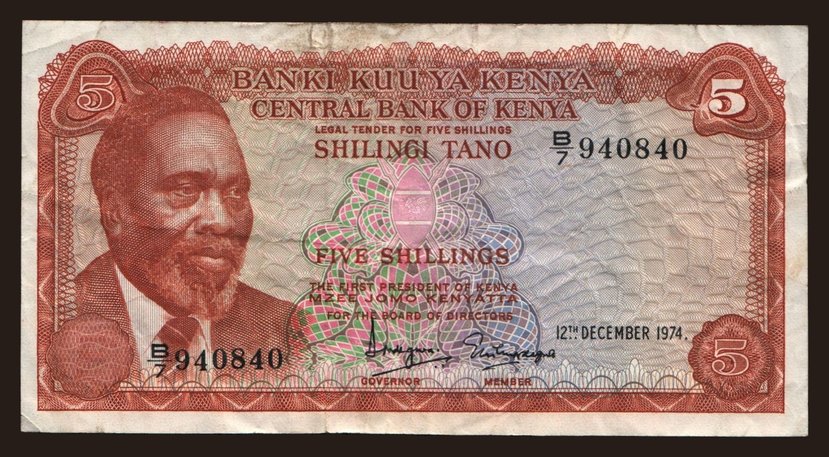 5 BANKI KUU YA KENYA 5
CENTRAL BANK OF KENYA
LEGAL TENDER FOR FIVE SHILLINGS
SHILINGI TANO B/7 940840
FIVE SHILLINGS
THE FIRST PRESIDENT OF KENYA
MZEE JOMO KENYATTA
FOR THE BOARD OF DIRECTORS
12TH DECEMBER 1974.
B/7 940840
5
GOVERNOR MEMBER